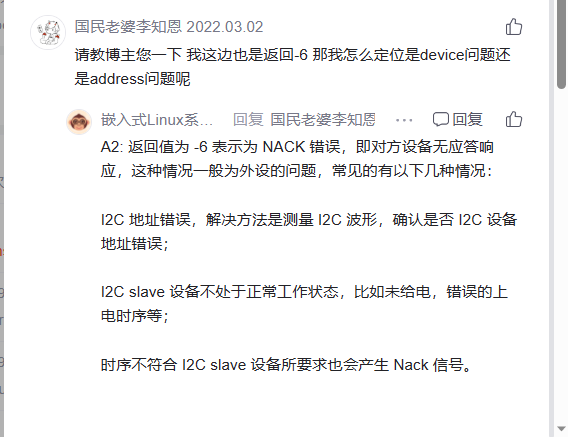 国民老婆李知恩 2022.03.02
请教博主您一下 我这边也是返回-6 那我怎么定位是device问题还
是address问题呢
嵌入式Linux系... 回复 国民老婆李知恩 ... 回复
A2: 返回值为 -6 表示为 NACK 错误，即对方设备无应答响
应，这种情况一般为外设的问题，常见的有以下几种情况：
I2C 地址错误，解决方法是测量 I2C 波形，确认是否 I2C 设备
地址错误；
I2C slave 设备不处于正常工作状态，比如未给电，错误的上
电时序等；
时序不符合 I2C slave 设备所要求也会产生 Nack 信号。